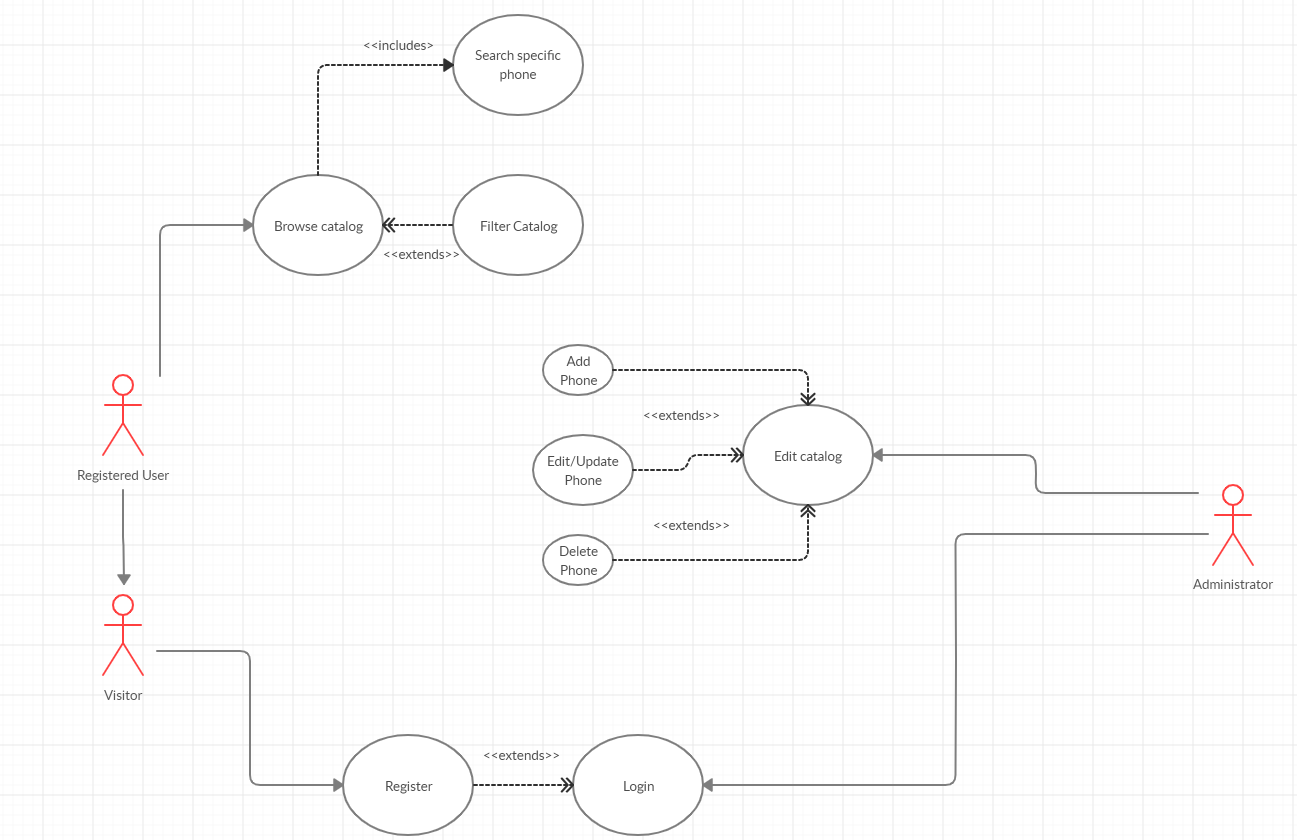 <<includes>
Search specific
phone
Browse catalog
Filter Catalog
<<extends>>
Add
Phone
<<extends>>
Edit/Update
Phone
Edit catalog
Registered User
<<extends>>
Delete
Phone
Administrator
Visitor
<<extends>>
Register
Login